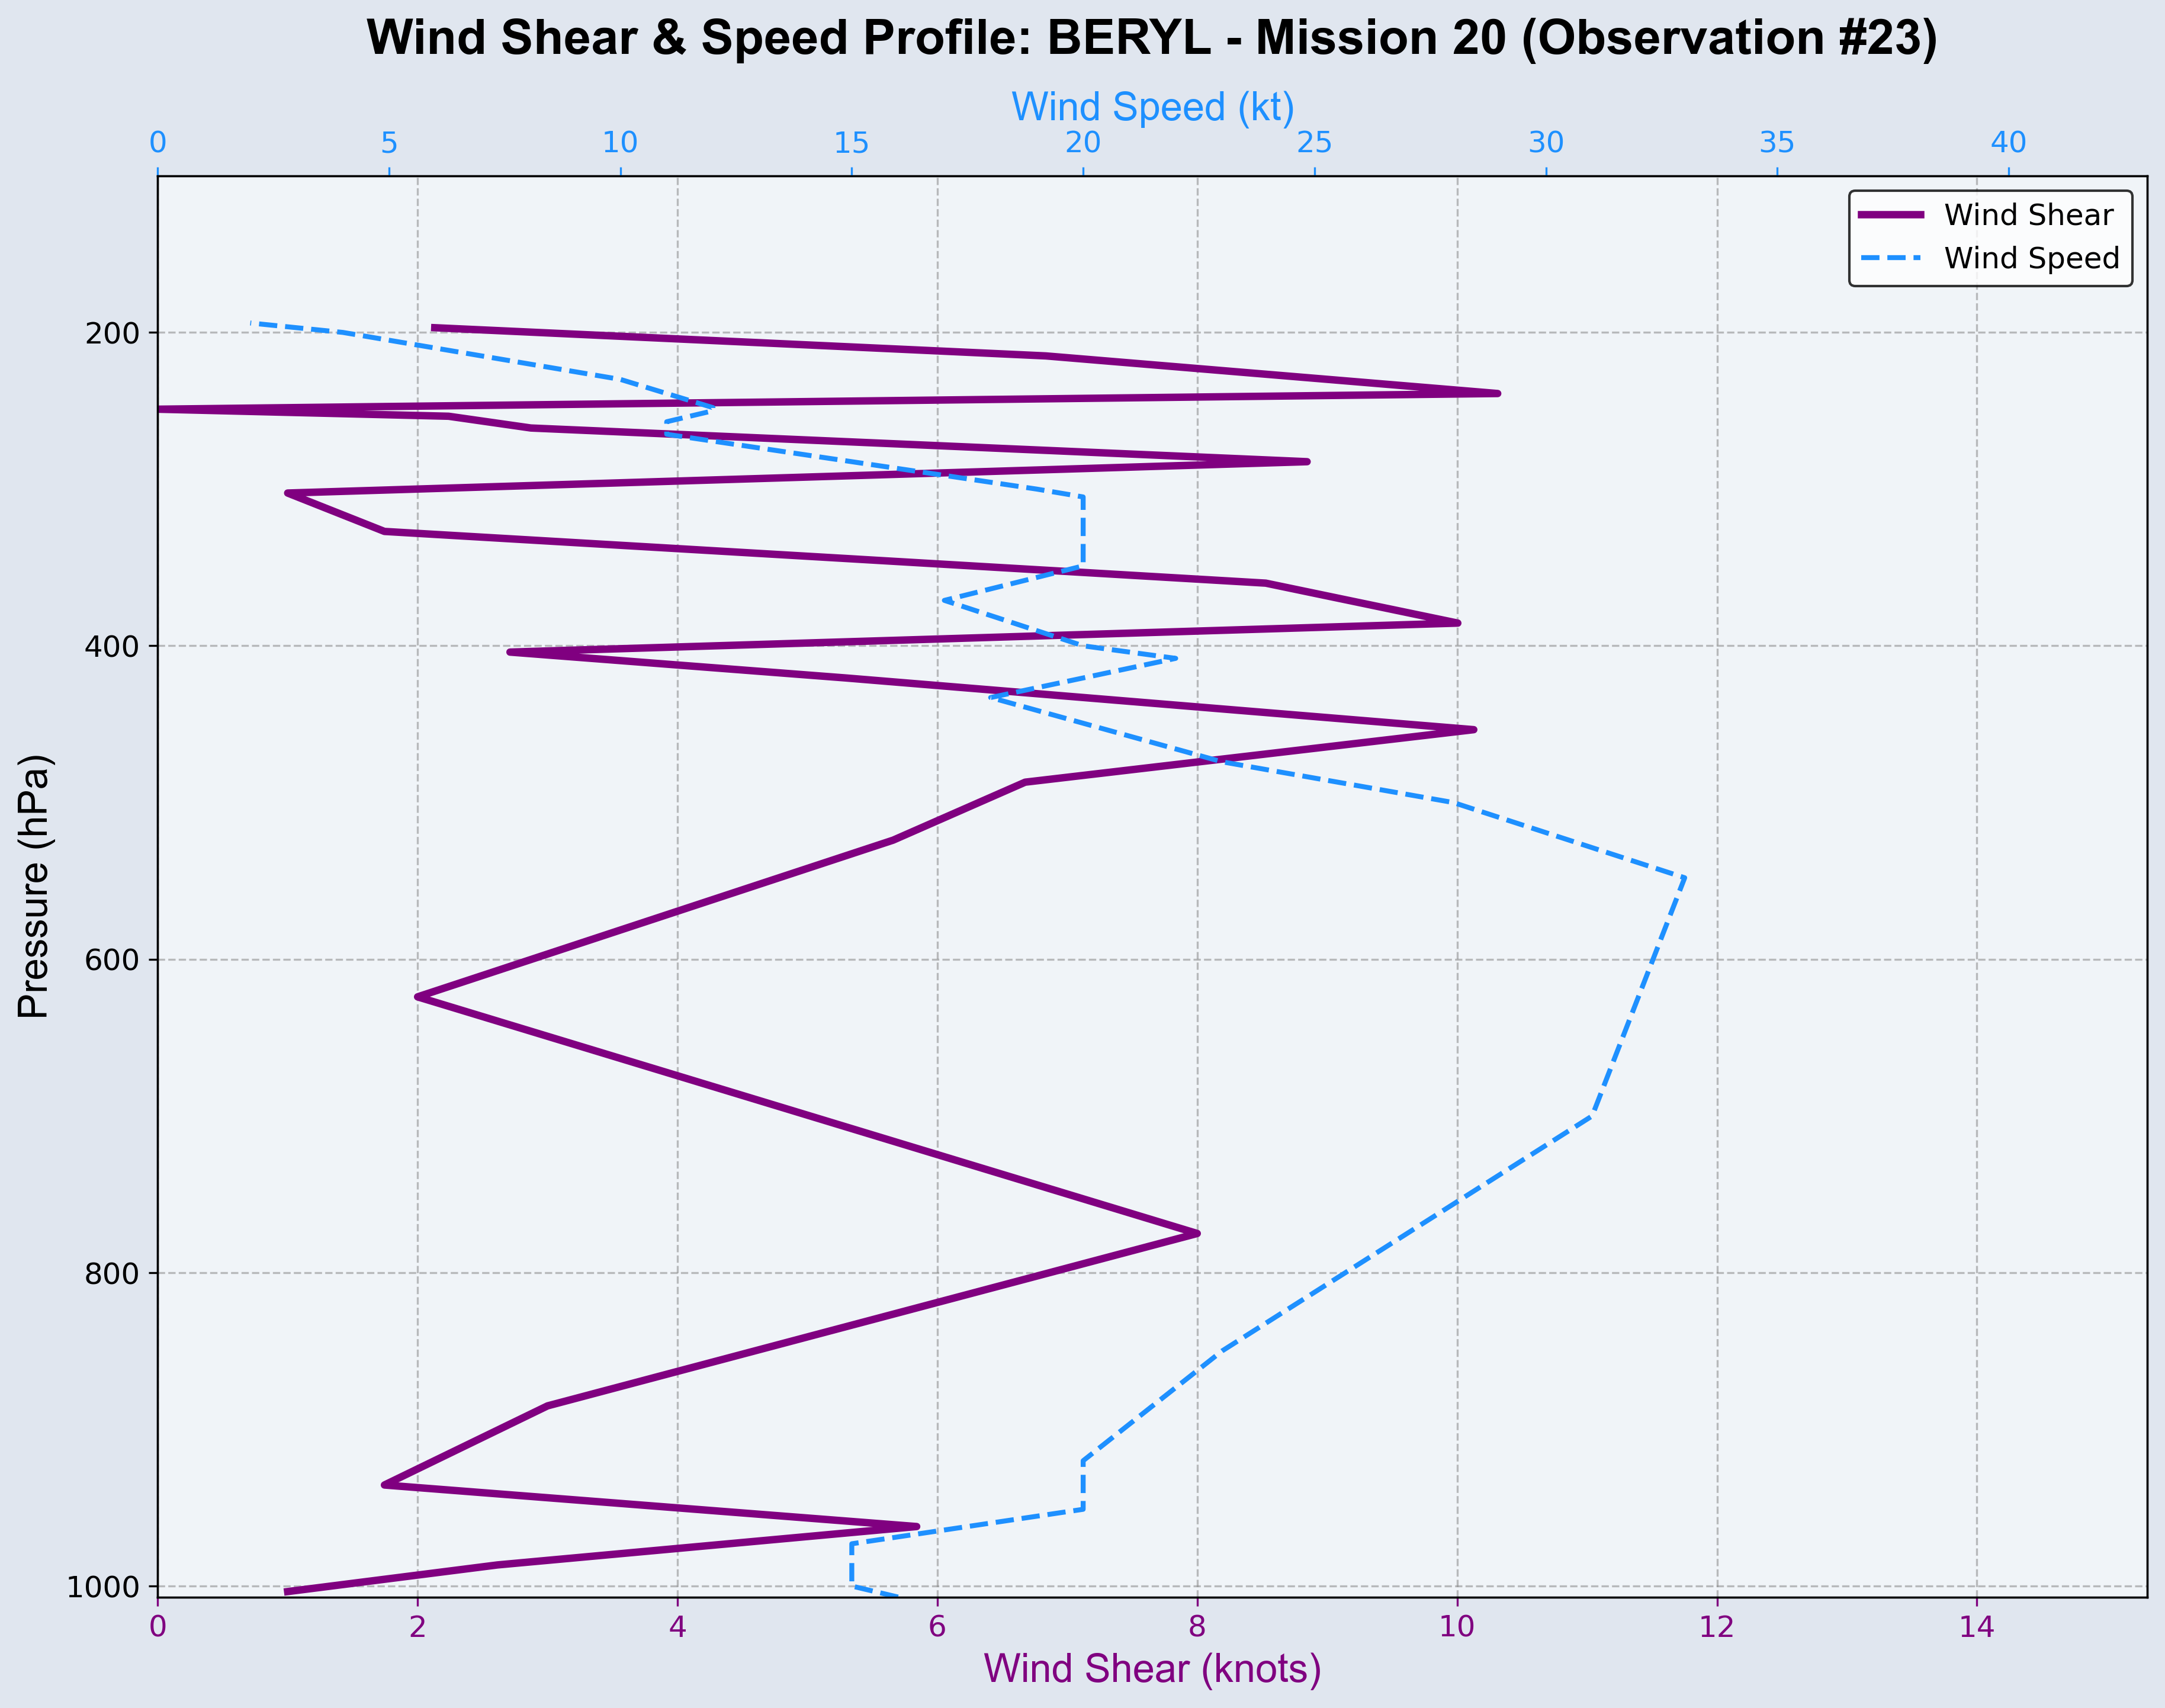 Wind Shear & Speed Profile: BERYL - Mission 20 (Observation #23)
Wind Speed (kt)
0 5 10 15 20 25 30 35 40
Wind Shear
Wind Speed
200
400
600
800
1000
Pressure (hPa)
0 2 4 6 8 10 12 14
Wind Shear (knots)